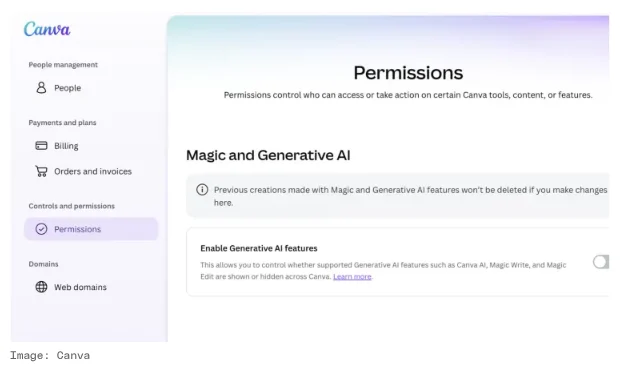 Canva
People management
People
Payments and plans
Billing
Orders and invoices
Controls and permissions
Permissions
Domains
Web domains
Permissions
Permissions control who can access or take action on certain Canva tools, content, or features.
Magic and Generative AI
Previous creations made with Magic and Generative AI features won't be deleted if you make changes
here.
Enable Generative AI features
This allows you to control whether supported Generative AI features such as Canva AI, Magic Write, and Magic
Edit are shown or hidden across Canva. Learn more.
Image: Canva